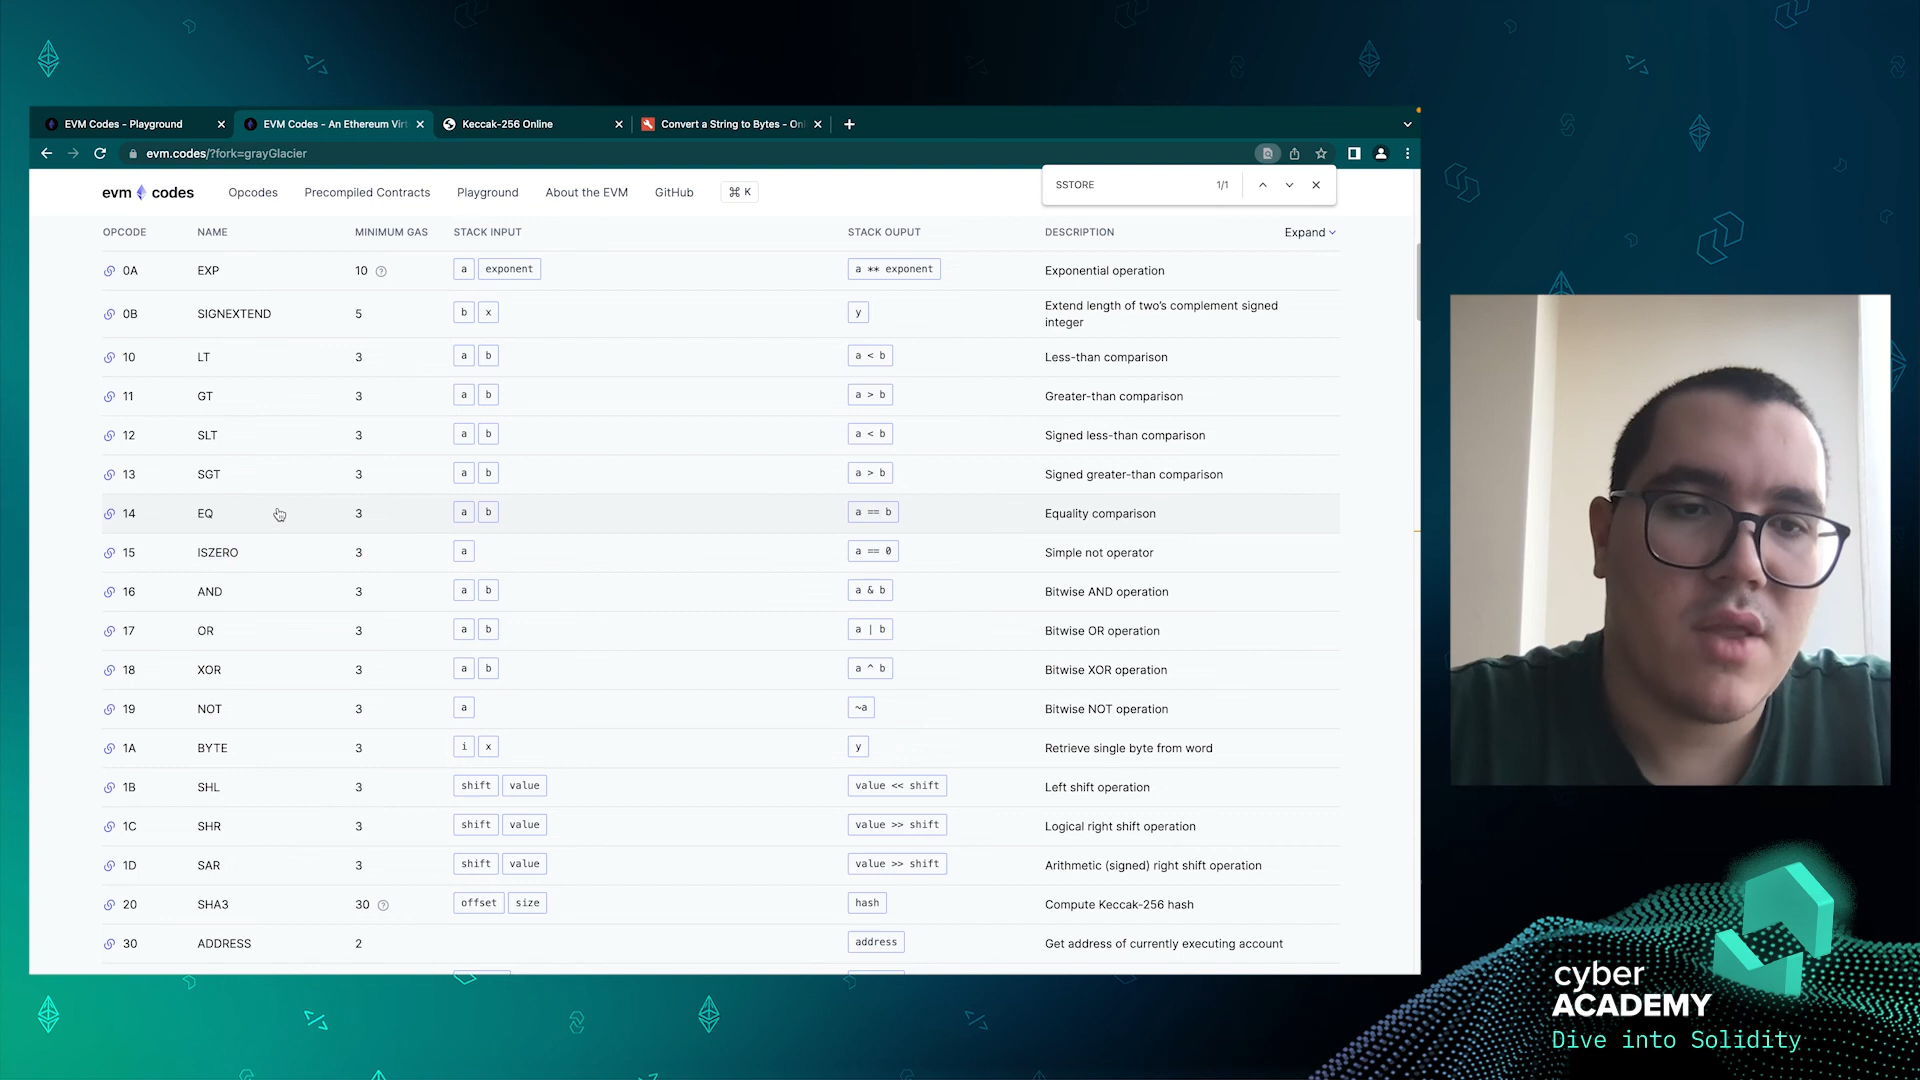 EVM Codes - Playground
EVM Codes - An Ethereum Virt
Keccak-256 Online
Convert a String to Bytes - Onl
evm.codes/?fork=grayGlacier
SSTORE 1/1
evm codes Opcodes Precompiled Contracts Playground About the EVM GitHub ⌘ K
OPCODE NAME MINIMUM GAS STACK INPUT STACK OUPUT DESCRIPTION Expand
0A EXP 10 a exponent a ** exponent Exponential operation
0B SIGNEXTEND 5 b x y Extend length of two's complement signed
integer
10 LT 3 a b a < b Less-than comparison
11 GT 3 a b a > b Greater-than comparison
12 SLT 3 a b a < b Signed less-than comparison
13 SGT 3 a b a > b Signed greater-than comparison
14 EQ 3 a b a == b Equality comparison
15 ISZERO 3 a a == 0 Simple not operator
16 AND 3 a b a & b Bitwise AND operation
17 OR 3 a b a | b Bitwise OR operation
18 XOR 3 a b a ^ b Bitwise XOR operation
19 NOT 3 a ~a Bitwise NOT operation
1A BYTE 3 i x y Retrieve single byte from word
1B SHL 3 shift value value << shift Left shift operation
1C SHR 3 shift value value >> shift Logical right shift operation
1D SAR 3 shift value value >> shift Arithmetic (signed) right shift operation
20 SHA3 30 offset size hash Compute Keccak-256 hash
30 ADDRESS 2 address Get address of currently executing account
cyber
ACADEMY
Dive into Solidity